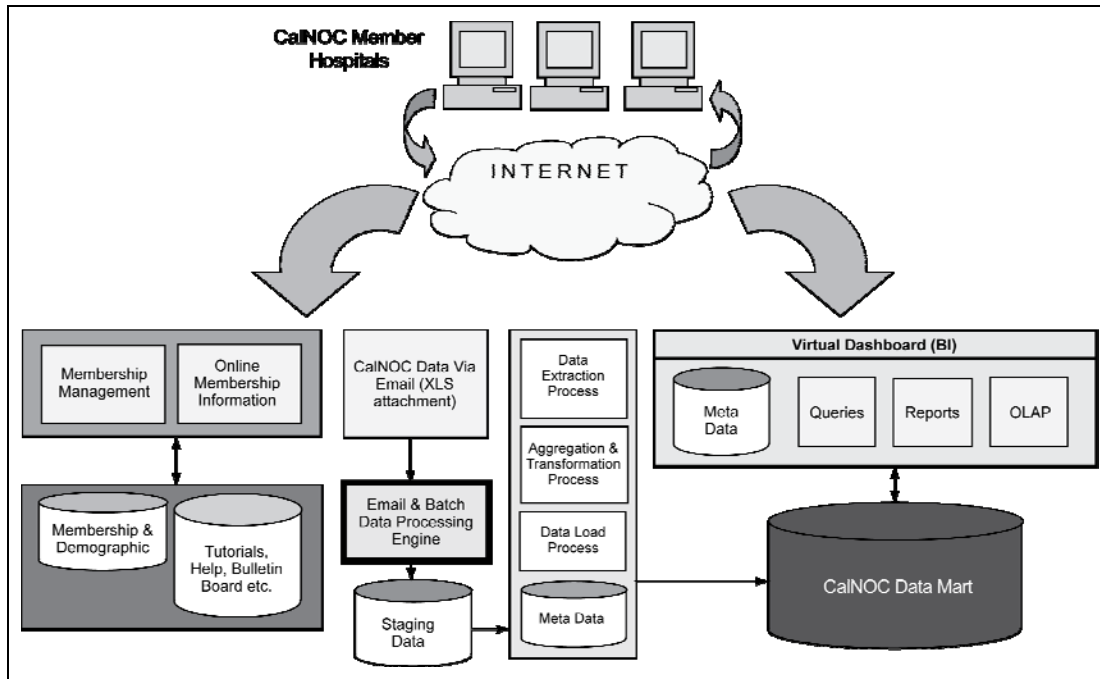 CalNOC Member
Hospitals
INTERNET
Membership
Management
Online
Membership
Information
Membership &
Demographic
Tutorials,
Help, Bulletin
Board etc.
CalNOC Data Via
Email (XLS
attachment)
Email & Batch
Data Processing
Engine
Staging
Data
Data
Extraction
Process
Aggregation &
Transformation
Process
Data Load
Process
Meta Data
Virtual Dashboard (BI)
Meta
Data
Queries
Reports
OLAP
CalNOC Data Mart